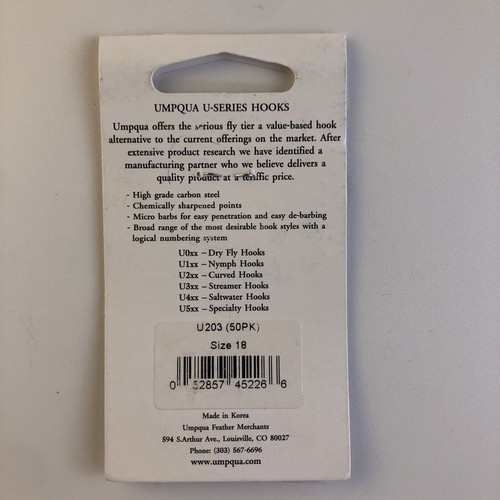 UMPQUA U-SERIES HOOKS
Umpqua offers the serious fly tier a value-based hook
alternative to the current offerings on the market. After
extensive product research we have identified a
manufacturing partner who we believe delivers a
quality product at a terrific price.
- High grade carbon steel
- Chemically sharpened points
- Micro barbs for easy penetration and easy de-barbing
- Broad range of the most desirable hook styles with a
logical numbering system
U0xx – Dry Fly Hooks
U1xx – Nymph Hooks
U2xx – Curved Hooks
U3xx – Streamer Hooks
U4xx – Saltwater Hooks
U5xx – Specialty Hooks
U203 (50PK)
Size 18
0 52857 45226 6
Made in Korea
Umpqua Feather Merchants
594 S.Arthur Ave., Louisville, CO 80027
Phone: (303) 567-6696
www.umpqua.com